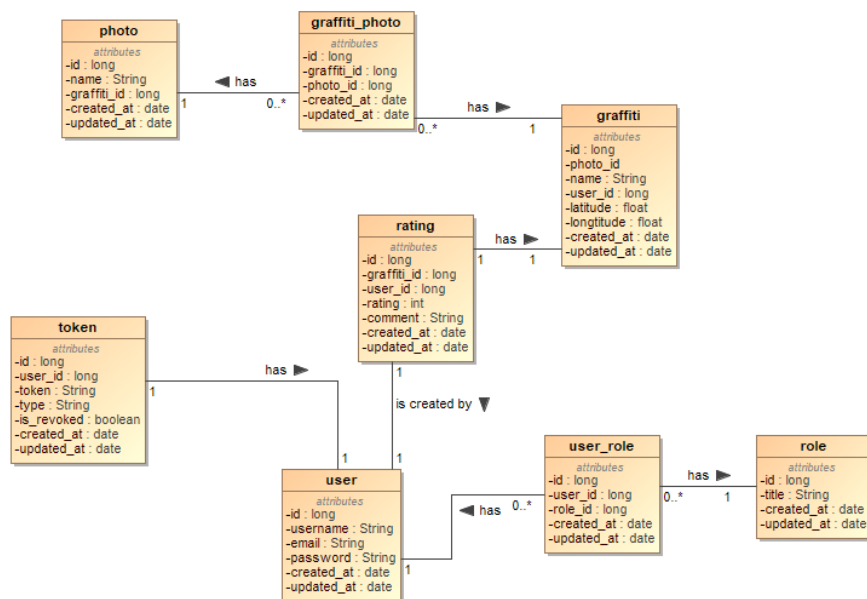 photo
attributes
-id : long
-name : String
-graffiti_id : long
-created_at : date
-updated_at : date
has
1
0..*
graffiti_photo
attributes
-id : long
-graffiti_id : long
-photo_id : long
-created_at : date
-updated_at : date
has
0..*
1
graffiti
attributes
-id : long
-photo_id
-name : String
-user_id : long
-latitude : float
-longtitude : float
-created_at : date
-updated_at : date
rating
attributes
-id : long
-graffiti_id : long
-user_id : long
-rating : int
-comment : String
-created_at : date
-updated_at : date
has
1
1
token
attributes
-id : long
-user_id : long
-token : String
-type : String
-is_revoked : boolean
-created_at : date
-updated_at : date
has
1
1
1
is created by
1
user
attributes
-id : long
-username : String
-email : String
-password : String
-created_at : date
-updated_at : date
has
0..*
1
user_role
attributes
-id : long
-user_id : long
-role_id : long
-created_at : date
-updated_at : date
has
0..*
1
role
attributes
-id : long
-title : String
-created_at : date
-updated_at : date